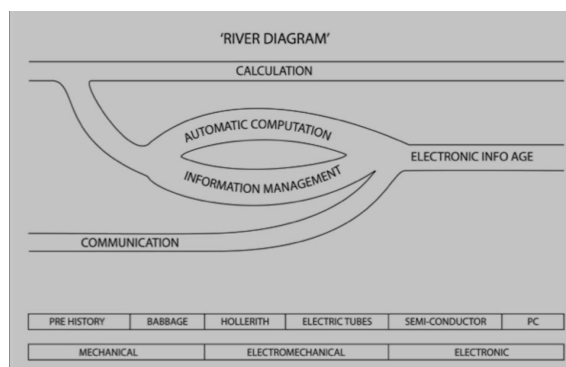 'RIVER DIAGRAM'
CALCULATION
AUTOMATIC COMPUTATION
ELECTRONIC INFO AGE
INFORMATION MANAGEMENT
COMMUNICATION
PRE HISTORY BABBAGE HOLLERITH ELECTRIC TUBES SEMI-CONDUCTOR PC
MECHANICAL ELECTROMECHANICAL ELECTRONIC